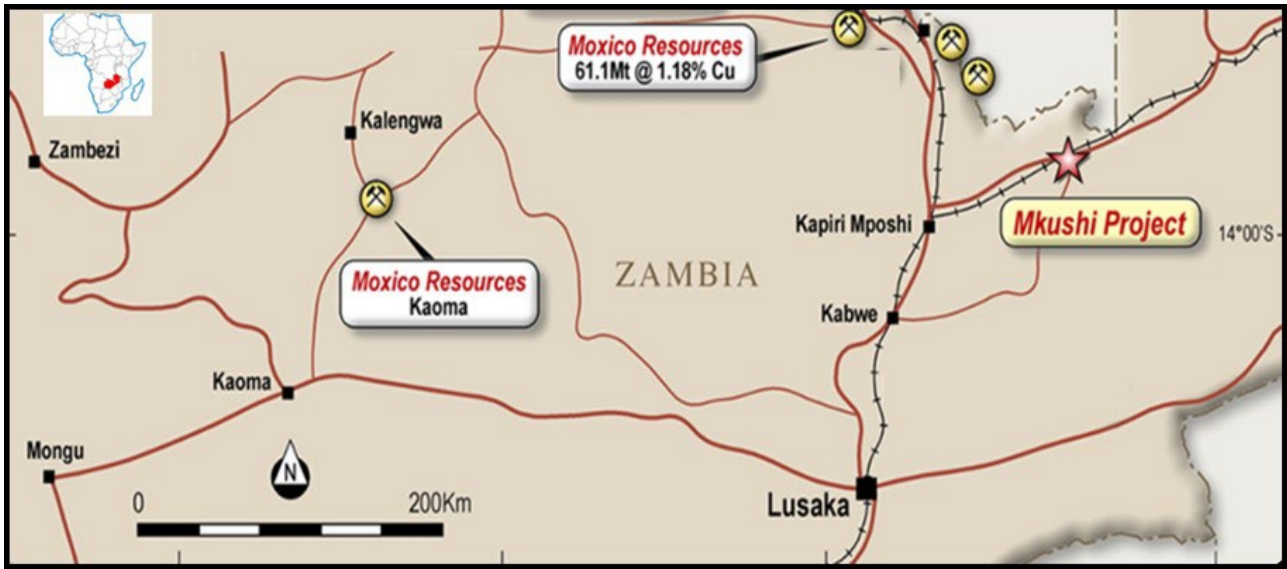 Moxico Resources
61.1Mt @ 1.18% Cu
Kalengwa
Zambezi
Mkushi Project
Kapiri Mposhi
14°00'S
Moxico Resources
Kaoma
ZAMBIA
Kabwe
Kaoma
Mongu
N
0
200Km
Lusaka